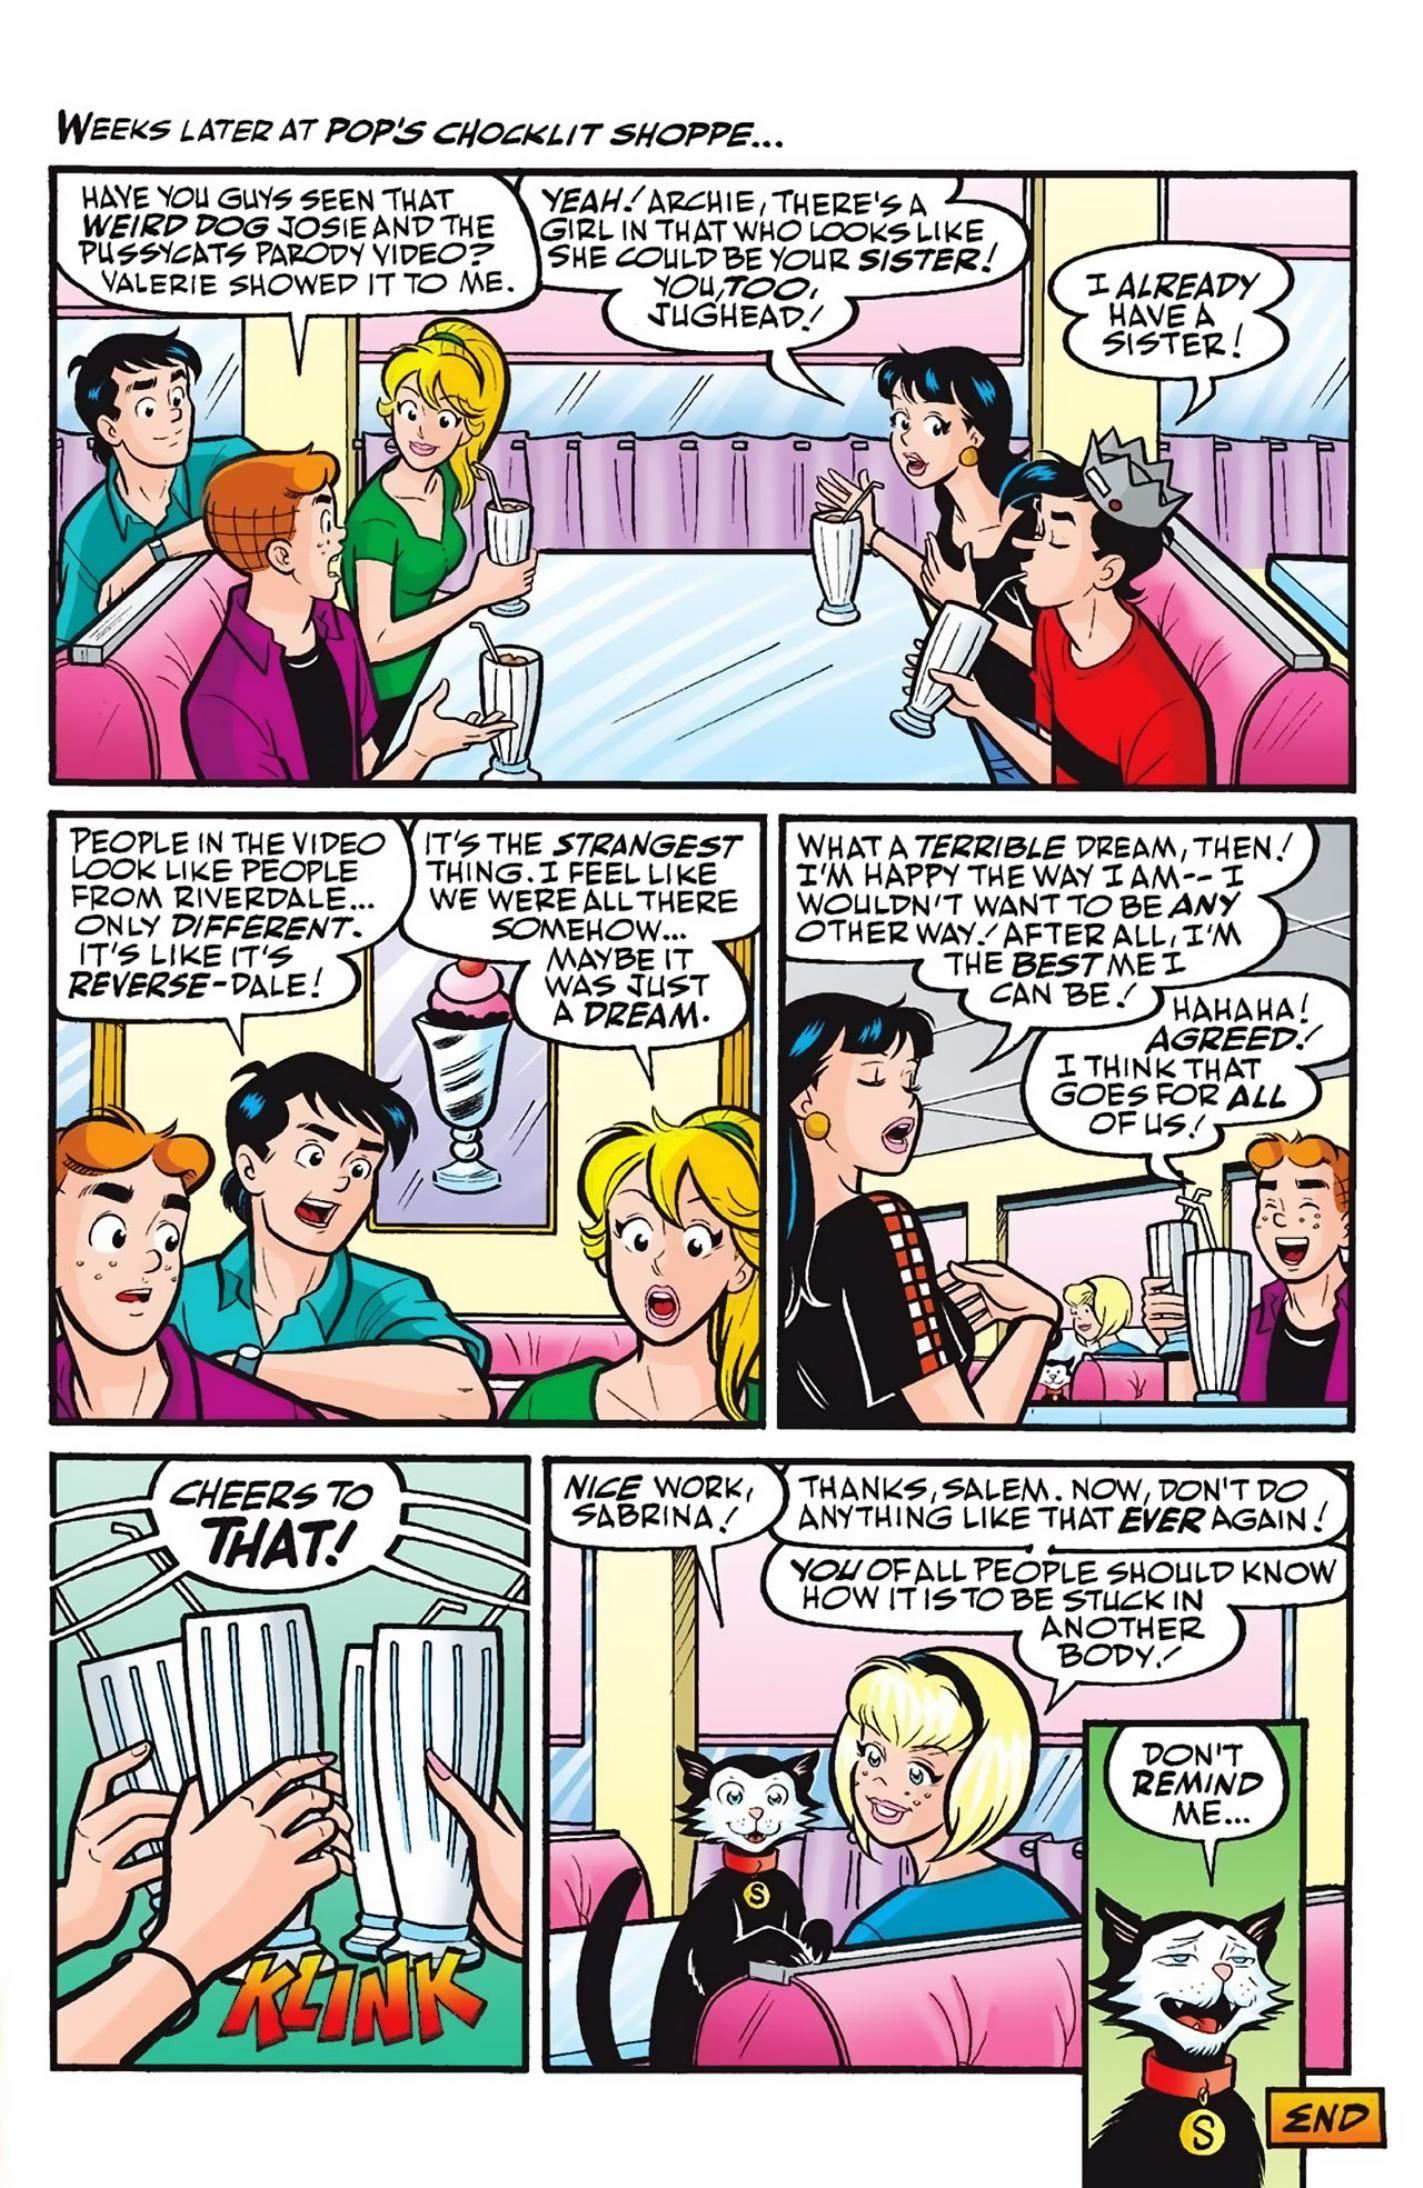 WEEKS LATER AT POP'S CHOCKLIT SHOPPE...
HAVE YOU GUYS SEEN THAT
WEIRD DOG JOSIE AND THE
PUSSYCATS PARODY VIDEO?
VALERIE SHOWED IT TO ME.
YEAH! ARCHIE, THERE'S A
GIRL IN THAT WHO LOOKS LIKE
SHE COULD BE YOUR SISTER!
YOU, TOO,
JUGHEAD!
I ALREADY
HAVE A
SISTER!
PEOPLE IN THE VIDEO
LOOK LIKE PEOPLE
FROM RIVERDALE...
ONLY DIFFERENT.
IT'S LIKE IT'S
REVERSE-DALE!
IT'S THE STRANGEST
THING. I FEEL LIKE
WE WERE ALL THERE
SOMEHOW...
MAYBE IT
WAS JUST
A DREAM.
WHAT A TERRIBLE DREAM, THEN!
I'M HAPPY THE WAY I AM-- I
WOULDN'T WANT TO BE ANY
OTHER WAY! AFTER ALL, I'M
THE BEST ME I
CAN BE!
HAHAHA!
AGREED!
I THINK THAT
GOES FOR ALL
OF US!
CHEERS TO
THAT!
KLINK
NICE WORK,
SABRINA!
THANKS, SALEM. NOW, DON'T DO
ANYTHING LIKE THAT EVER AGAIN!
YOU OF ALL PEOPLE SHOULD KNOW
HOW IT IS TO BE STUCK IN
ANOTHER
BODY!
S
DON'T
REMIND
ME...
S
END